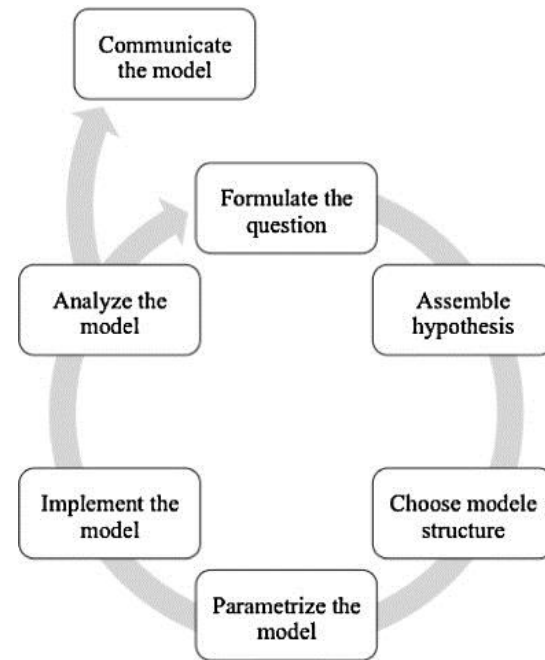 Communicate
the model
Formulate the
question
Assemble
hypothesis
Choose modele
structure
Parametrize the
model
Implement the
model
Analyze the
model